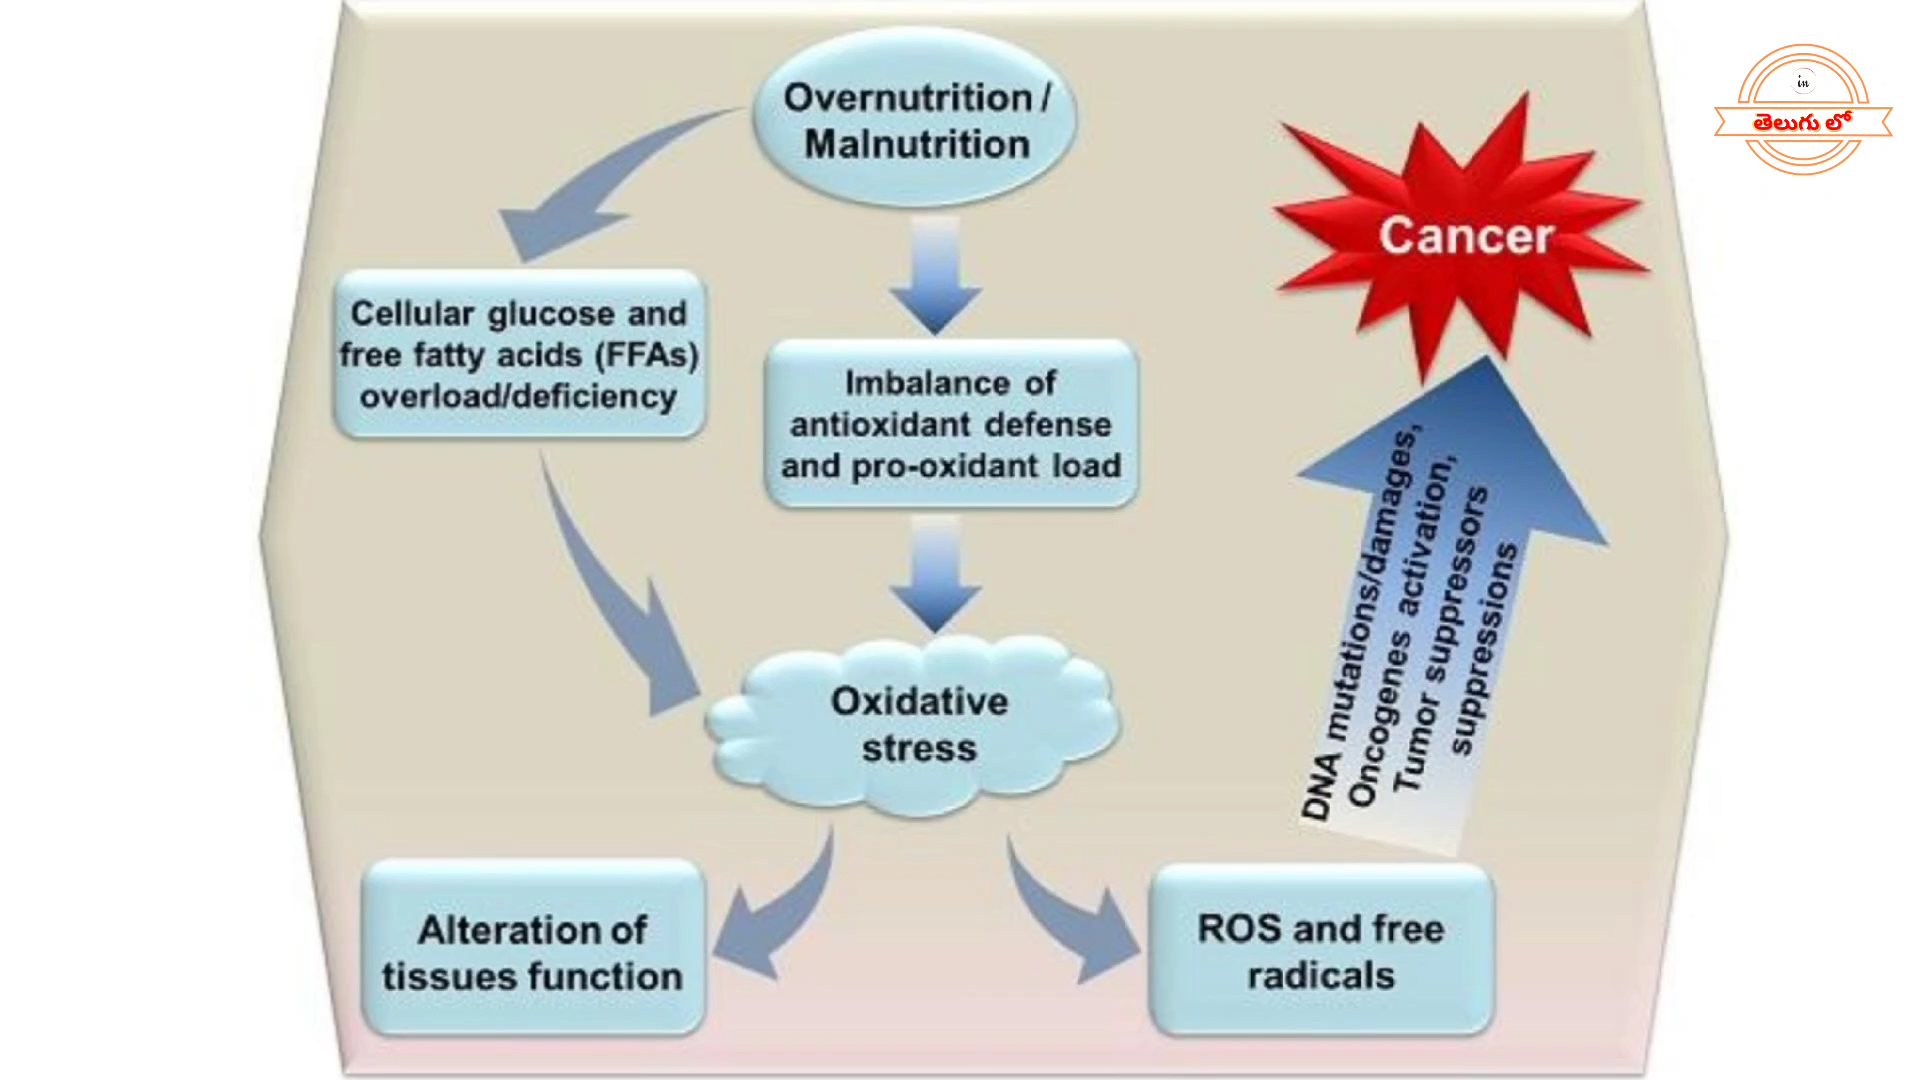 Overnutrition /
Malnutrition
in
తెలుగు లో
Cancer
Cellular glucose and
free fatty acids (FFAs)
overload/deficiency
Imbalance of
antioxidant defense
and pro-oxidant load
DNA mutations/damages,
Oncogenes activation,
Tumor suppressors
suppressions
Oxidative
stress
Alteration of
tissues function
ROS and free
radicals